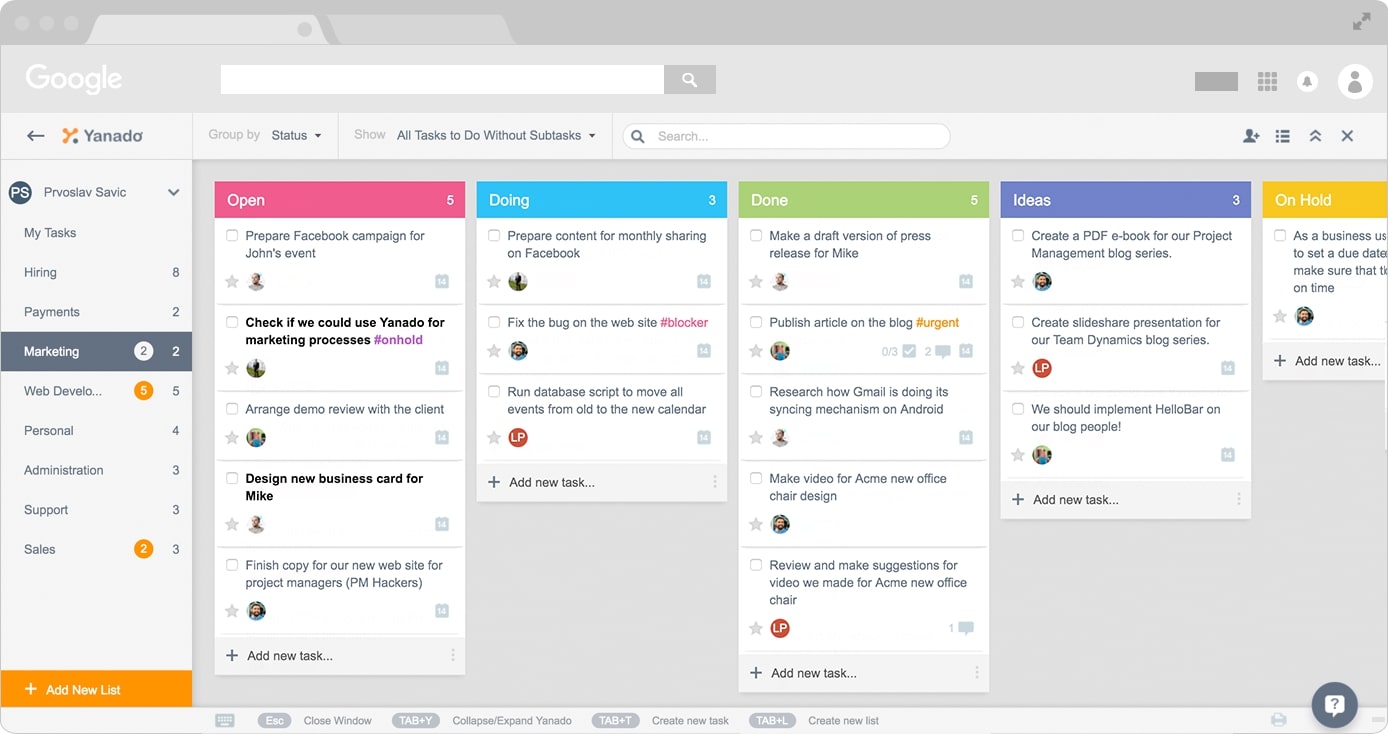 Google
Yanado
Group by Status
Show All Tasks to Do Without Subtasks
Search...
PS Prvoslav Savic
My Tasks
Hiring 8
Payments 2
Marketing 2 2
Web Develo... 5 5
Personal 4
Administration 3
Support 3
Sales 2 3
Add New List
Open 5
Prepare Facebook campaign for
John's event
14
Check if we could use Yanado for
marketing processes #onhold
14
Arrange demo review with the client
14
Design new business card for
Mike
14
Finish copy for our new web site for
project managers (PM Hackers)
14
Add new task...
Doing 3
Prepare content for monthly sharing
on Facebook
14
Fix the bug on the web site #blocker
14
Run database script to move all
events from old to the new calendar
LP 14
Add new task...
Done 5
Make a draft version of press
release for Mike
14
Publish article on the blog #urgent
0/3 2 14
Research how Gmail is doing its
syncing mechanism on Android
14
Make video for Acme new office
chair design
Review and make suggestions for
video we made for Acme new office
chair
LP 1
Add new task...
Ideas 3
Create a PDF e-book for our Project
Management blog series.
Create slideshare presentation for
our Team Dynamics blog series.
LP 14
We should implement HelloBar on
our blog people!
14
Add new task...
On Hold
As a business us
to set a due date
make sure that t
on time
Add new task...
Esc Close Window TAB+Y Collapse/Expand Yanado TAB+T Create new task TAB+L Create new list
?